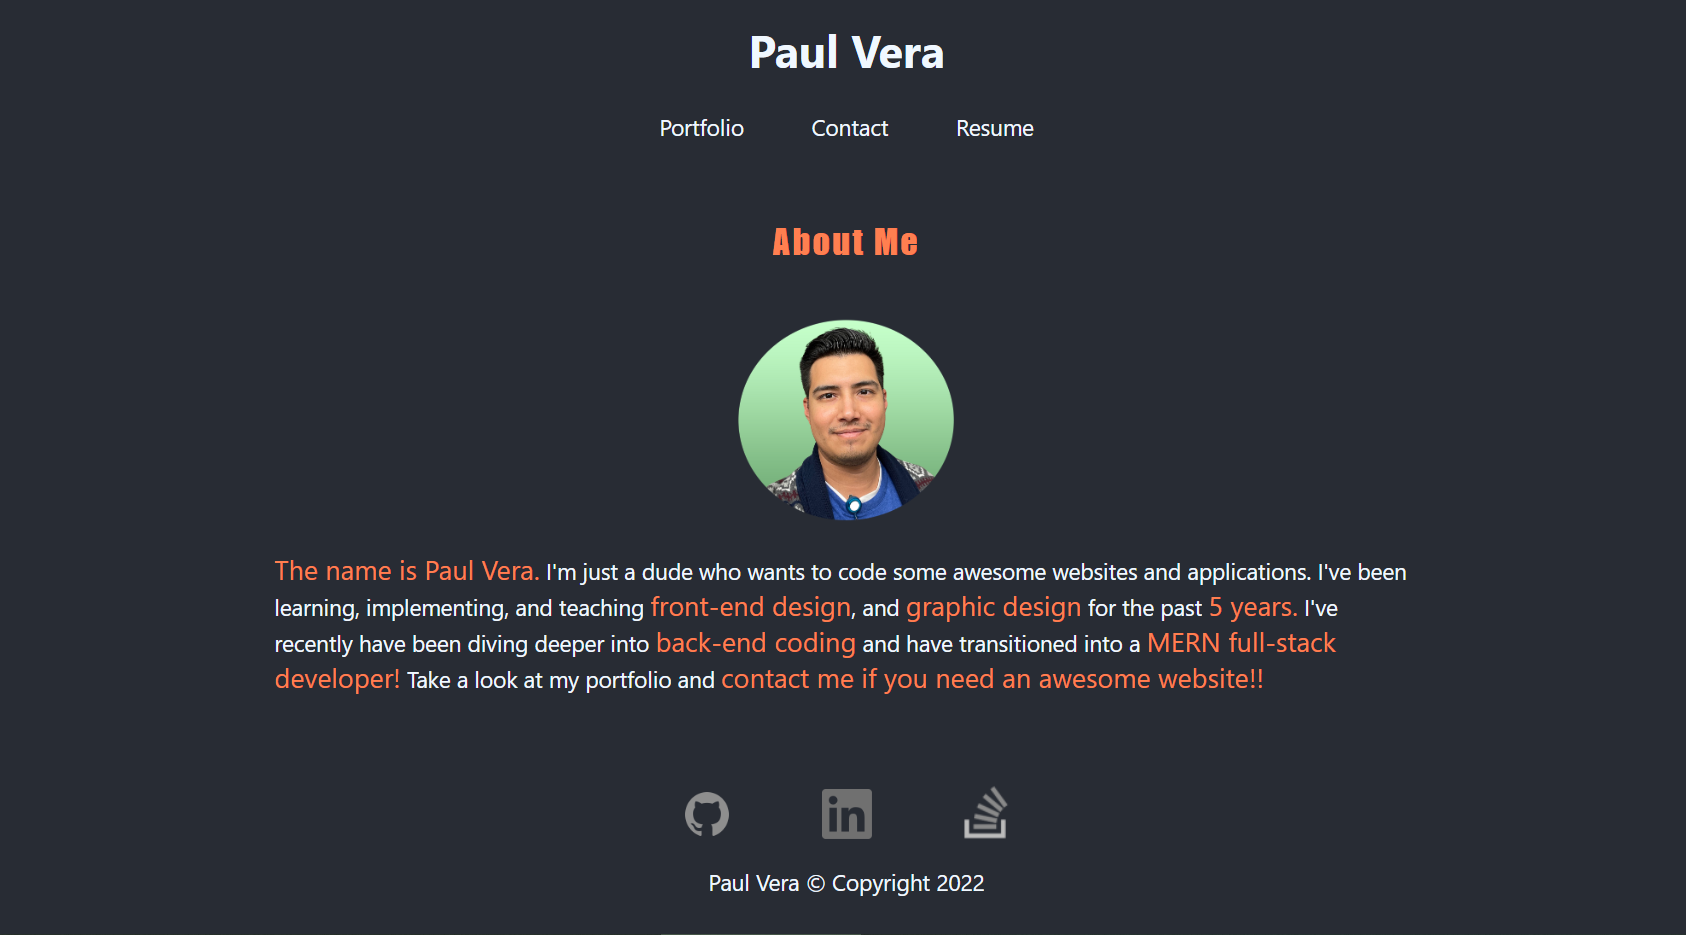 Paul Vera
Portfolio Contact Resume
About Me
The name is Paul Vera. I'm just a dude who wants to code some awesome websites and applications. I've been
learning, implementing, and teaching front-end design, and graphic design for the past 5 years. I've
recently have been diving deeper into back-end coding and have transitioned into a MERN full-stack
developer! Take a look at my portfolio and contact me if you need an awesome website!!
in
Paul Vera © Copyright 2022